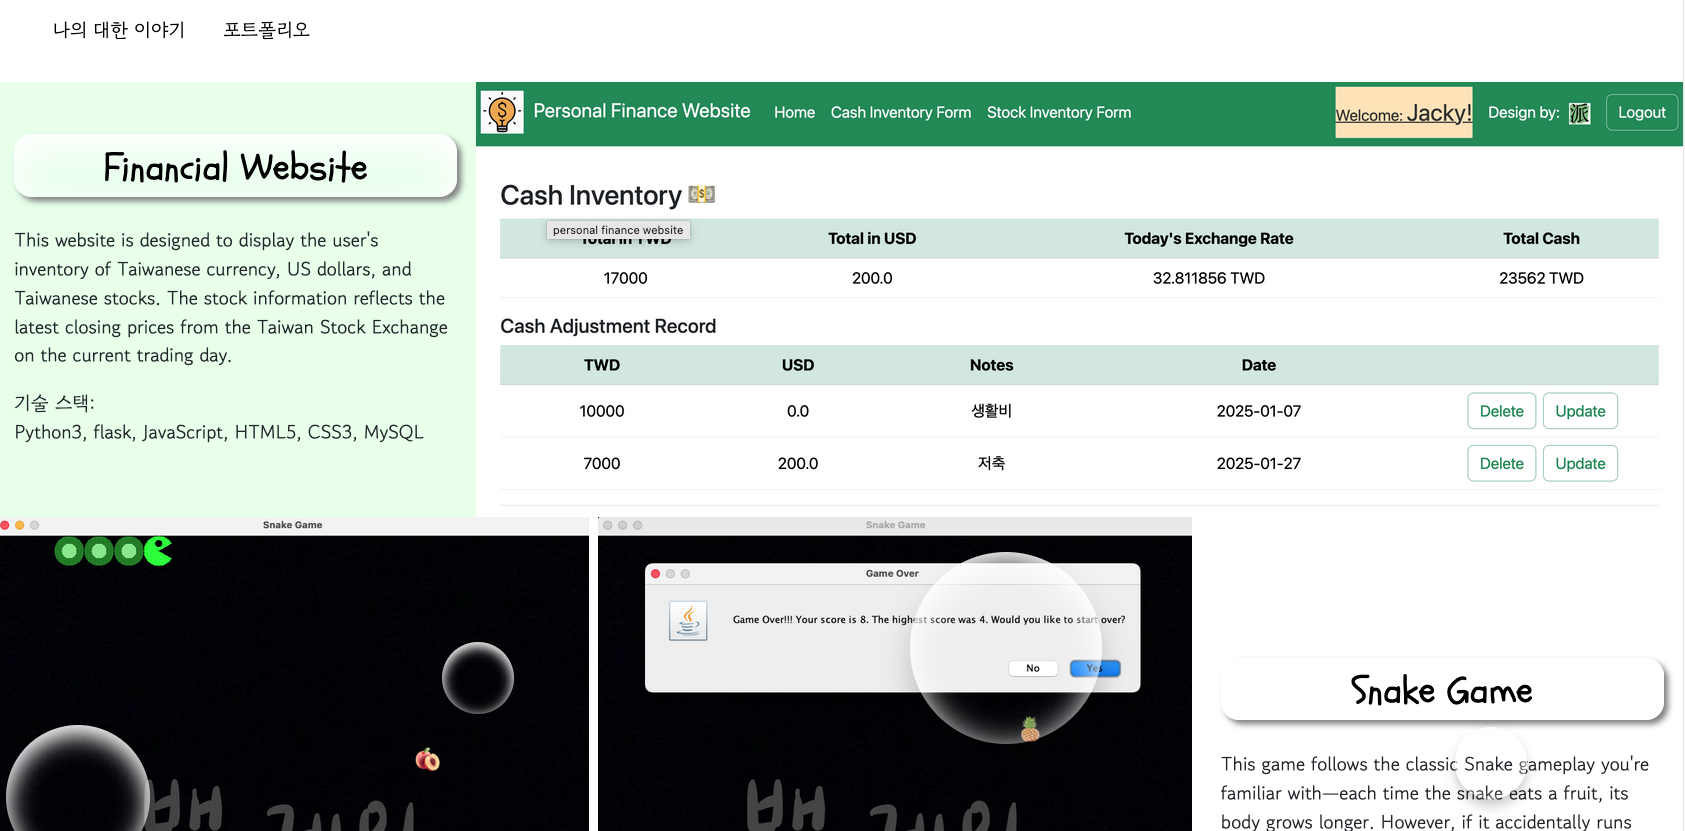 나의 대한 이야기 포트폴리오
Financial Website
This website is designed to display the user's
inventory of Taiwanese currency, US dollars, and
Taiwanese stocks. The stock information reflects the
latest closing prices from the Taiwan Stock Exchange
on the current trading day.
기술 스택:
Python3, flask, JavaScript, HTML5, CSS3, MySQL
Personal Finance Website Home Cash Inventory Form Stock Inventory Form Welcome: Jacky! Design by: 派 Logout
Cash Inventory
personal finance website
Total in TWD Total in USD Today's Exchange Rate Total Cash
17000 200.0 32.811856 TWD 23562 TWD
Cash Adjustment Record
TWD USD Notes Date
10000 0.0 생활비 2025-01-07 Delete Update
7000 200.0 저축 2025-01-27 Delete Update
Snake Game
Snake Game
Game Over
Game Over!!! Your score is 8. The highest score was 4. Would you like to start over?
No Yes
Snake Game
This game follows the classic Snake gameplay you're
familiar with—each time the snake eats a fruit, its
body grows longer. However, if it accidentally runs